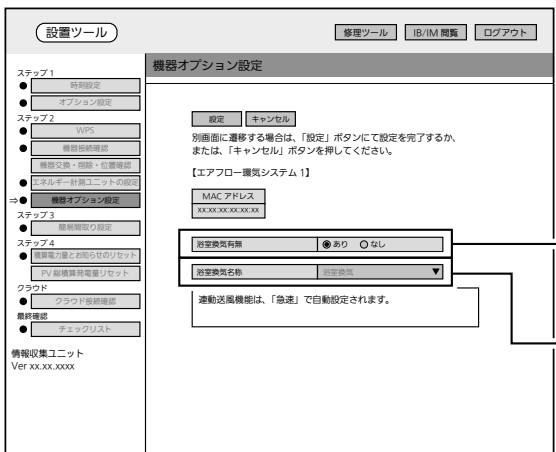 設置ツール
修理ツール
IB/IM 閲覧
ログアウト
ステップ 1
時刻設定
オプション設定
ステップ 2
WPS
機器接続確認
機器交換・削除・位置確認
エネルギー計測ユニットの設定
⇒● 機器オプション設定
ステップ 3
簡易間取り設定
ステップ 4
積算電力量とお知らせのリセット
PV 総積算発電量リセット
クラウド
クラウド接続確認
最終確認
チェックリスト
情報収集ユニット
Ver xx.xx.xxxx
機器オプション設定
設定 キャンセル
別画面に遷移する場合は、「設定」ボタンにて設定を完了するか、
または、「キャンセル」ボタンを押してください。
【エアフロー環気システム 1】
MAC アドレス
XX:XX:XX:XX:XX:XX
浴室換気有無 ◉あり ○なし
浴室換気名称 浴室換気 ▼
連動送風機能は、「急速」で自動設定されます。